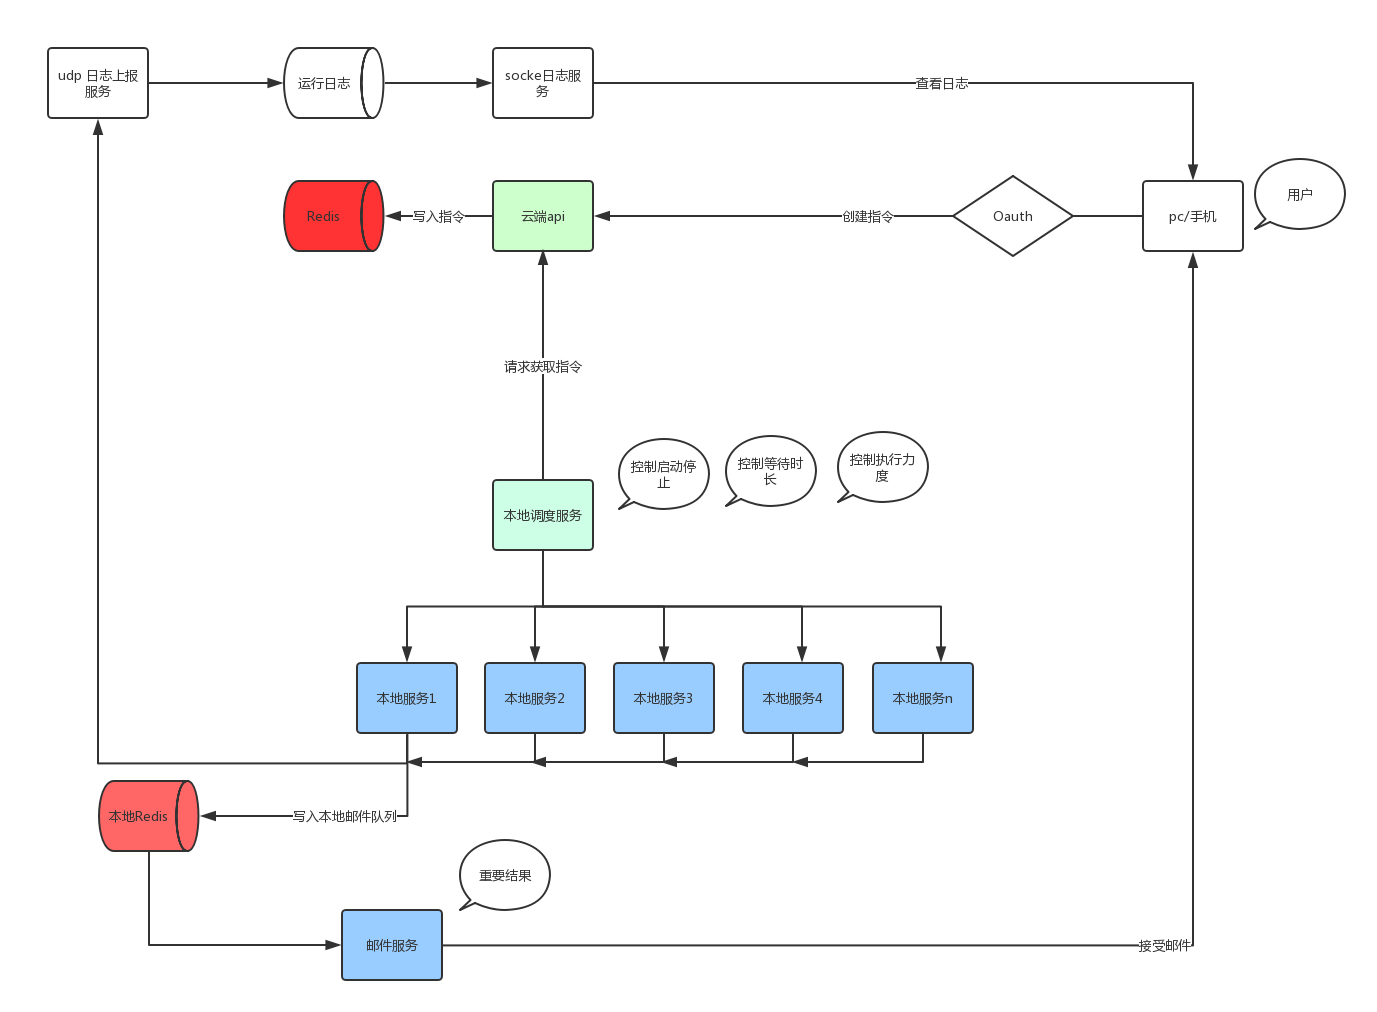 udp 日志上报
服务
运行日志
socke日志服
务
查看日志
用户
Redis
写入指令
云端api
创建指令
Oauth
pc/手机
请求获取指令
控制启动停
止
控制等待时
长
控制执行力
度
本地调度服务
本地服务1
本地服务2
本地服务3
本地服务4
本地服务n
本地Redis
写入本地邮件队列
重要结果
邮件服务
接受邮件